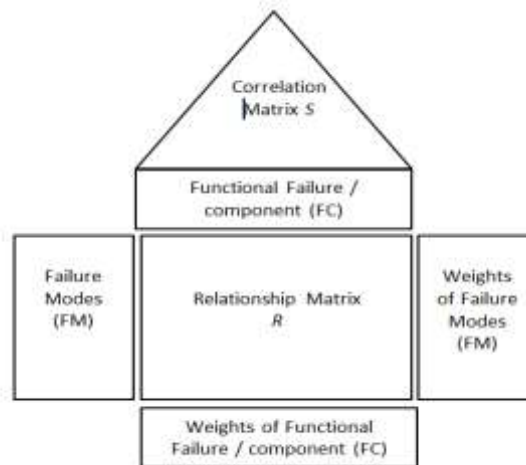 Correlation
Matrix S
Functional Failure /
component (FC)
Failure
Modes
(FM)
Relationship Matrix
R
Weights
of Failure
Modes
(FM)
Weights of Functional
Failure / component (FC)